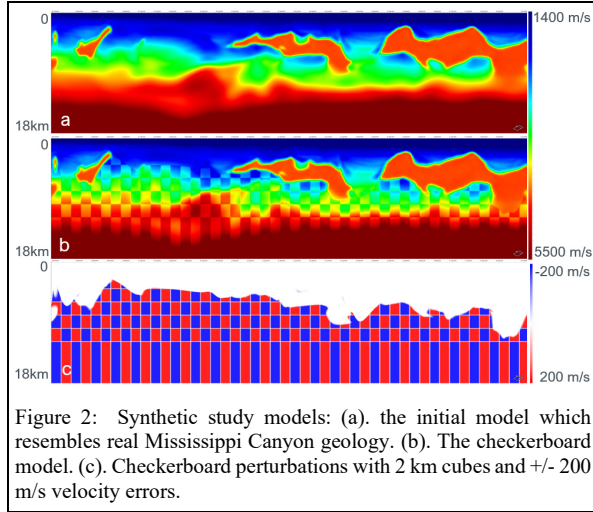 0
1400 m/s
18km
a
0
18km
b
5500 m/s
0
-200 m/s
18km
c
200 m/s
Figure 2: Synthetic study models: (a). the initial model which
resembles real Mississippi Canyon geology. (b). The checkerboard
model. (c). Checkerboard perturbations with 2 km cubes and +/- 200
m/s velocity errors.